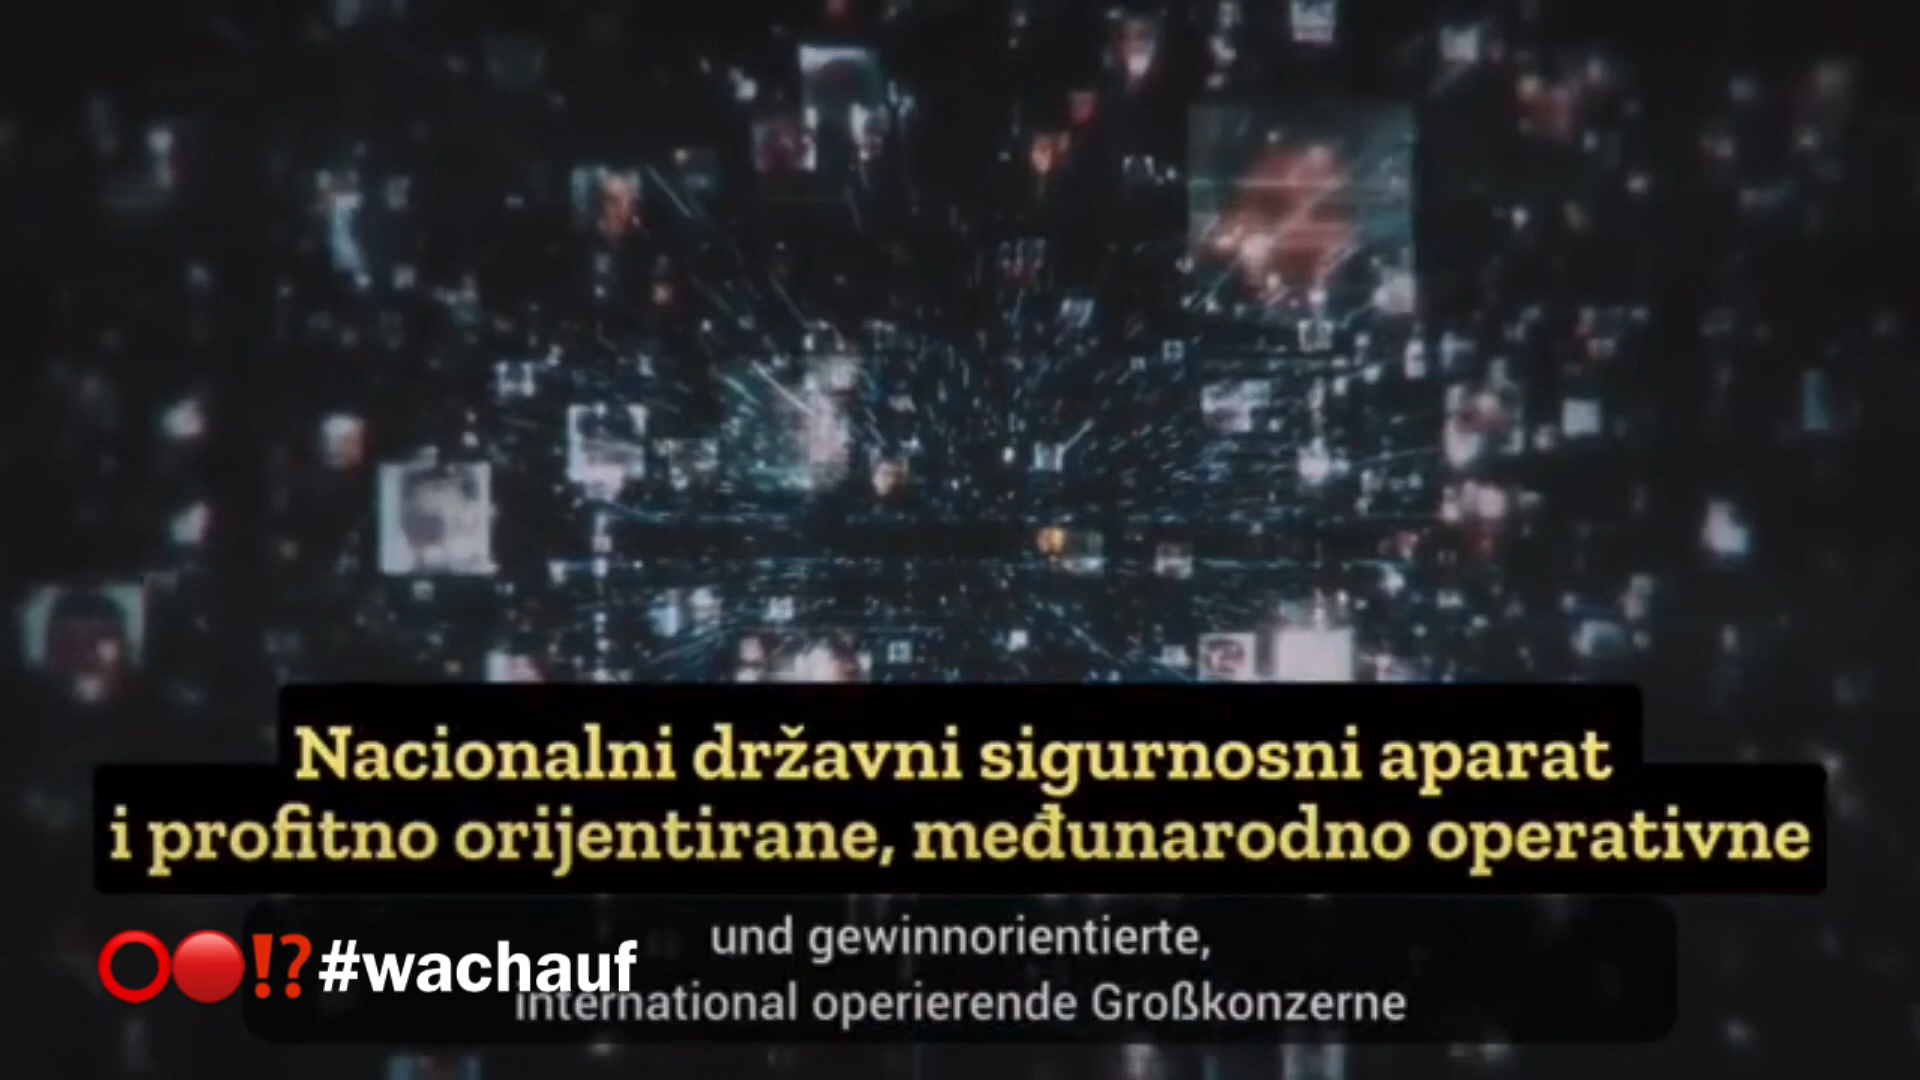 Nacionalni državni sigurnosni aparat
i profitno orijentirane, međunarodno operativne
und gewinnorientierte,
⭕🔴⁉️#wachauf
international operierende Großkonzerne